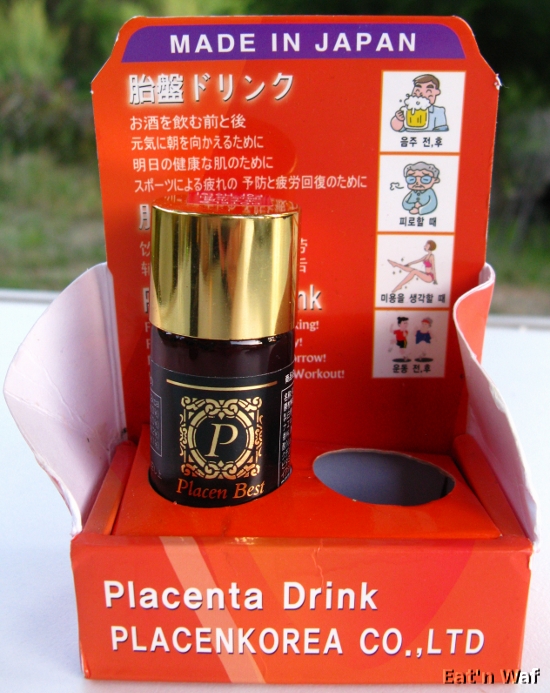 MADE IN JAPAN
胎盤ドリンク
お酒を飲む前と後
元気に朝を向かえるために
明日の健康な肌のために
スポーツによる疲れの 予防と疲労回復のために
음주 전,후
피로할 때
미용을 생각할 때
운동 전,후
Workout!
P
Placen Best
Placenta Drink
PLACENKOREA CO.,LTD
Eat'n Waf